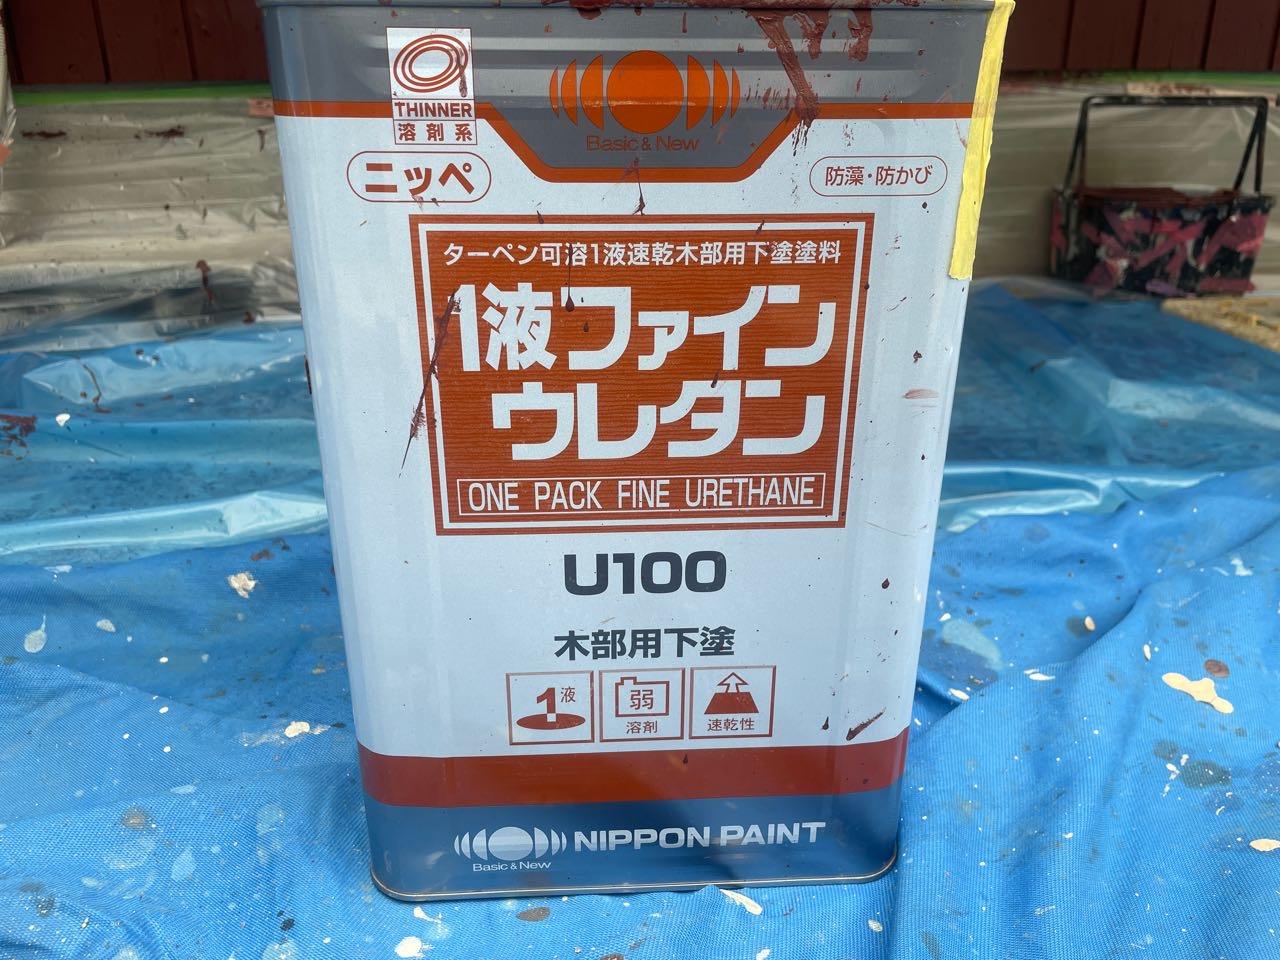 THINNER
溶剤系
Basic & New
ニッペ
防藻・防かび
ターペン可溶1液速乾木部用下塗塗料
1液ファイン
ウレタン
ONE PACK FINE URETHANE
U100
木部用下塗
1液
弱
溶剤
速乾性
NIPPON PAINT
Basic & New